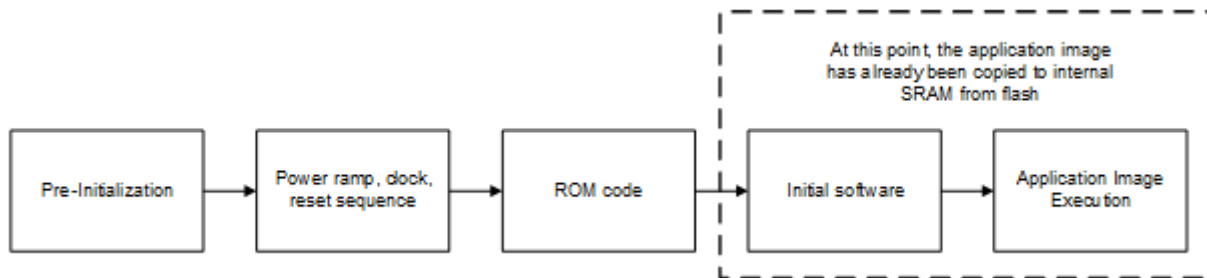 At this point, the application image
has already been copied to internal
SRAM from flash
Pre-Initialization
Power ramp, clock,
reset sequence
ROM code
Initial software
Application Image
Execution